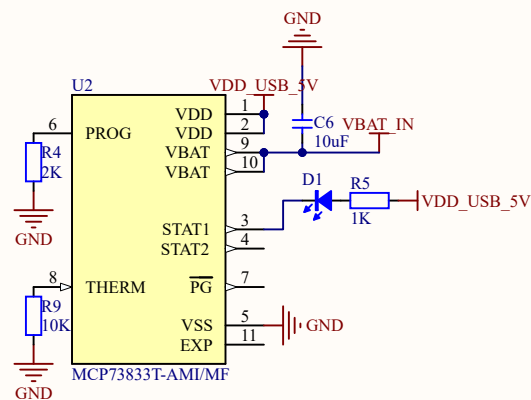 GND
U2
VDD_USB_5V
VDD 1
C6
6 PROG
VDD 2
10uF
VBAT_IN
R4
VBAT 9
2K
VBAT 10
D1
R5
STAT1 3
1K
VDD_USB_5V
GND
STAT2 4
8 THERM
PG 7
R9
10K
VSS 5
GND
EXP 11
MCP73833T-AMI/MF
GND